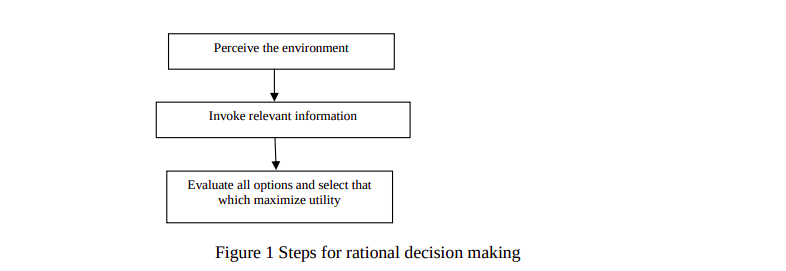 Perceive the environment
Invoke relevant information
Evaluate all options and select that
which maximize utility
Figure 1 Steps for rational decision making